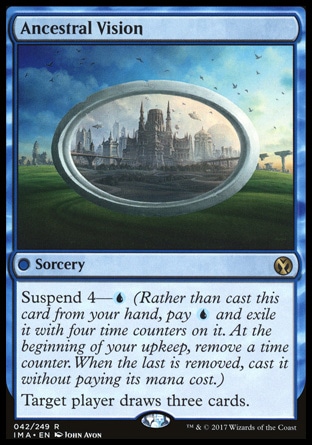 Ancestral Vision
Sorcery
Suspend 4— (Rather than cast this
card from your hand, pay and exile
it with four time counters on it. At the
beginning of your upkeep, remove a time
counter. When the last is removed, cast it
without paying its mana cost.)
Target player draws three cards.
042/249 R
IMA • EN John Avon
™ & © 2017 Wizards of the Coast